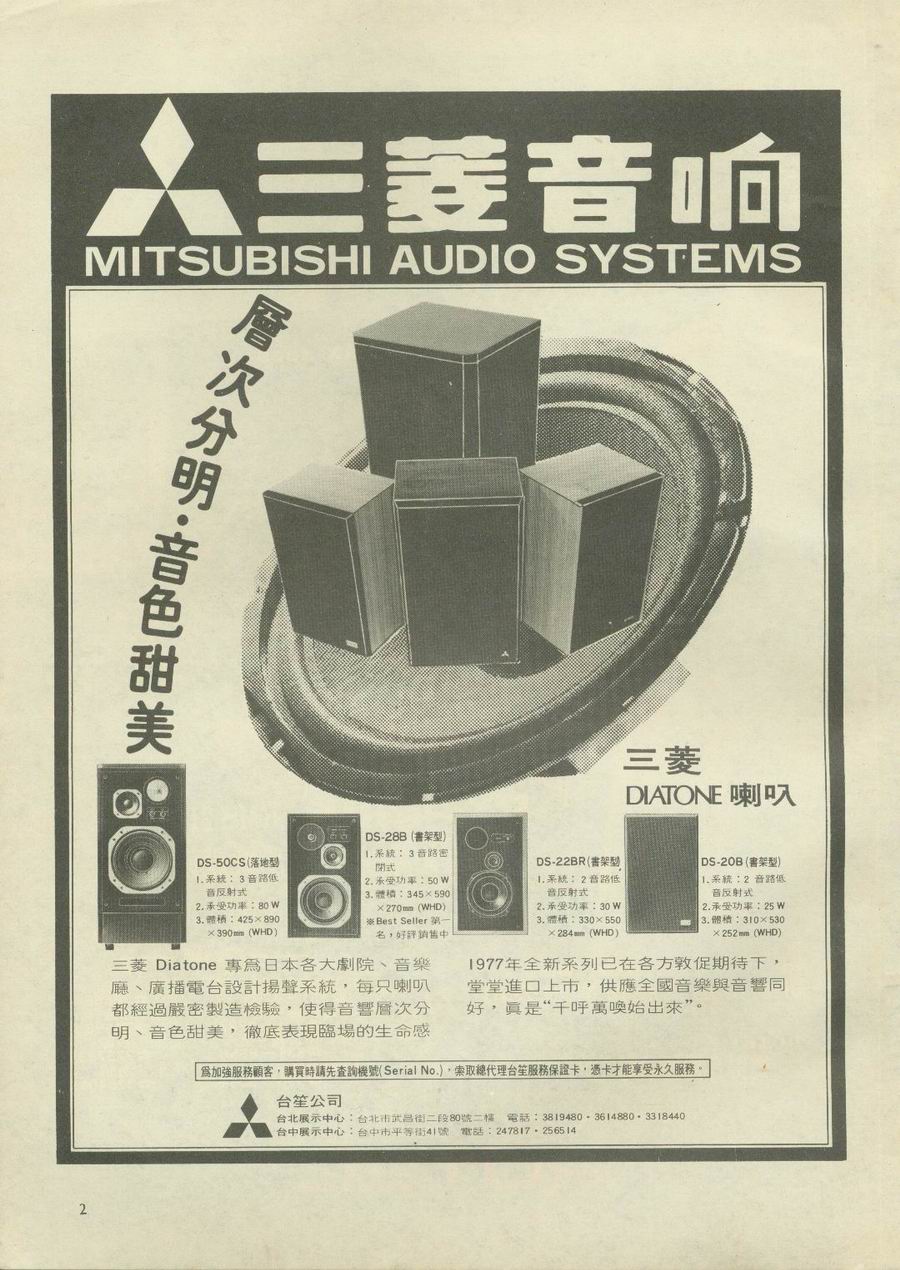 三菱音响
MITSUBISHI AUDIO SYSTEMS
層次分明・音色甜美
三菱
DIATONE 喇叭
DS-50CS(落地型)
1.系統：3 音路低
音反射式
2.承受功率：80 W
3.體積：425×890
×390mm (WHD)
DS-28B (書架型)
1.系統：3 音路密
閉式
2.承受功率：50 W
3.體積：345×590
×270mm (WHD)
※Best Seller 第一
名，好評銷售中
DS-22BR(書架型)
1.系統：2 音路低
音反射式
2.承受功率：30 W
3.體積：330×550
×284mm (WHD)
DS-20B (書架型)
1.系統：2 音路低
音反射式
2.承受功率：25 W
3.體積：310×530
×252mm (WHD)
三菱 Diatone 專爲日本各大劇院、音樂
廳、廣播電台設計揚聲系統，每只喇叭
都經過嚴密製造檢驗，使得音響層次分
明、音色甜美，徹底表現臨場的生命感
1977年全新系列已在各方敦促期待下，
堂堂進口上市，供應全國音樂與音響同
好，眞是“千呼萬喚始出來”。
爲加強服務顧客，購買時請先查詢機號(Serial No.)，索取總代理台笙服務保證卡，憑卡才能享受永久服務。
台笙公司
台北展示中心：台北市武昌街二段80號二樓 電話：3819480・3614880・3318440
台中展示中心：台中市平等街41號 電話：247817・256514
2